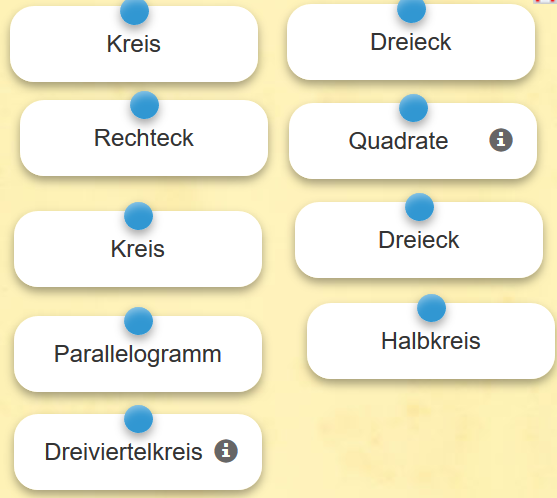 Kreis
Dreieck
Rechteck
Quadrate
Kreis
Dreieck
Parallelogramm
Halbkreis
Dreiviertelkreis